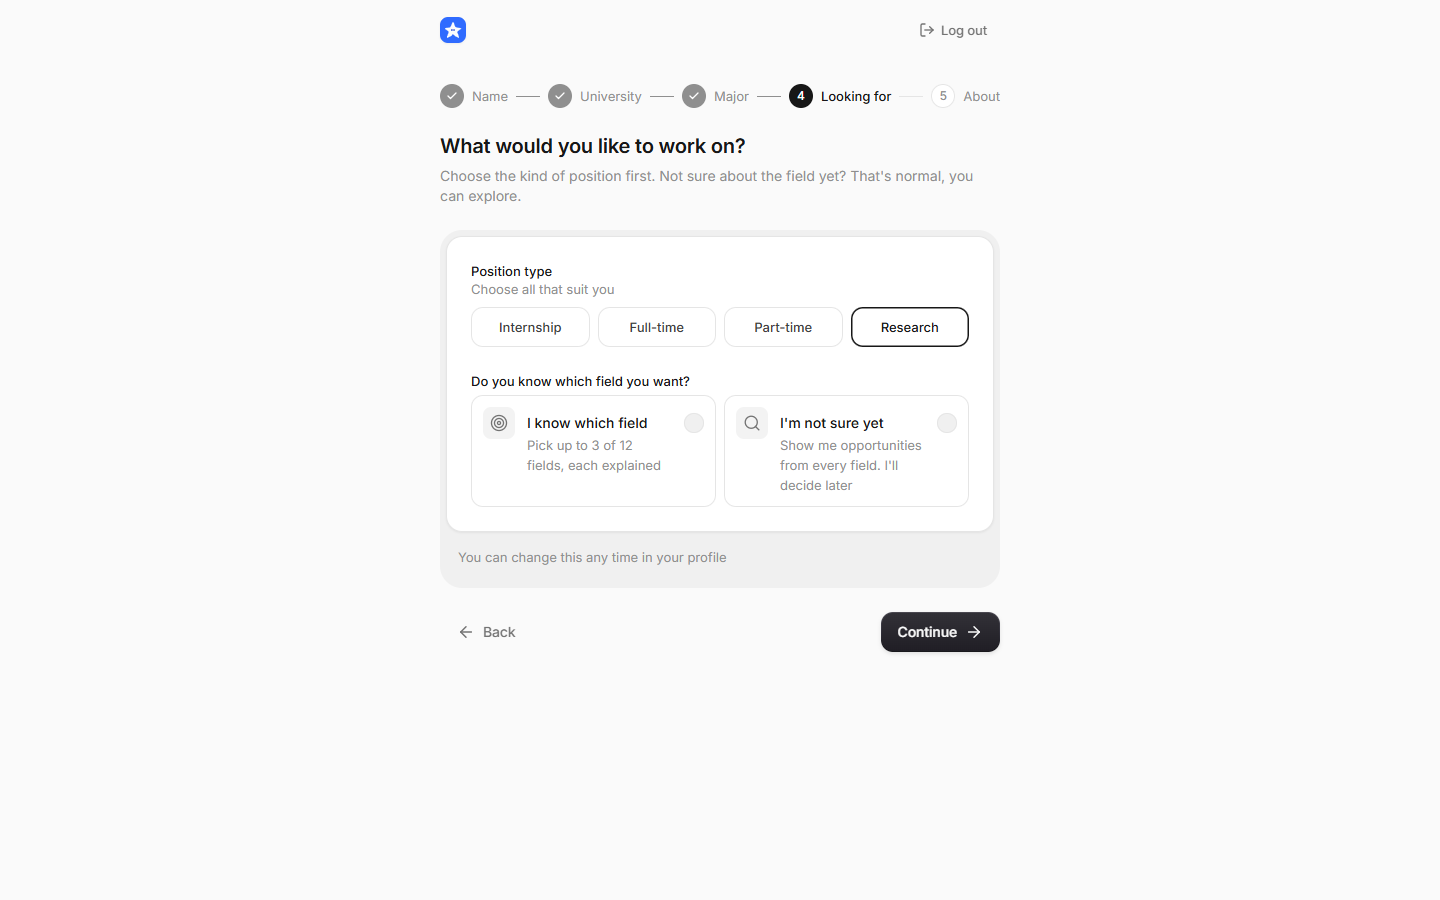 Log out
Name
University
Major
4
Looking for
5
About
What would you like to work on?
Choose the kind of position first. Not sure about the field yet? That's normal, you
can explore.
Position type
Choose all that suit you
Internship
Full-time
Part-time
Research
Do you know which field you want?
I know which field
Pick up to 3 of 12
fields, each explained
I'm not sure yet
Show me opportunities
from every field. I'll
decide later
You can change this any time in your profile
Back
Continue